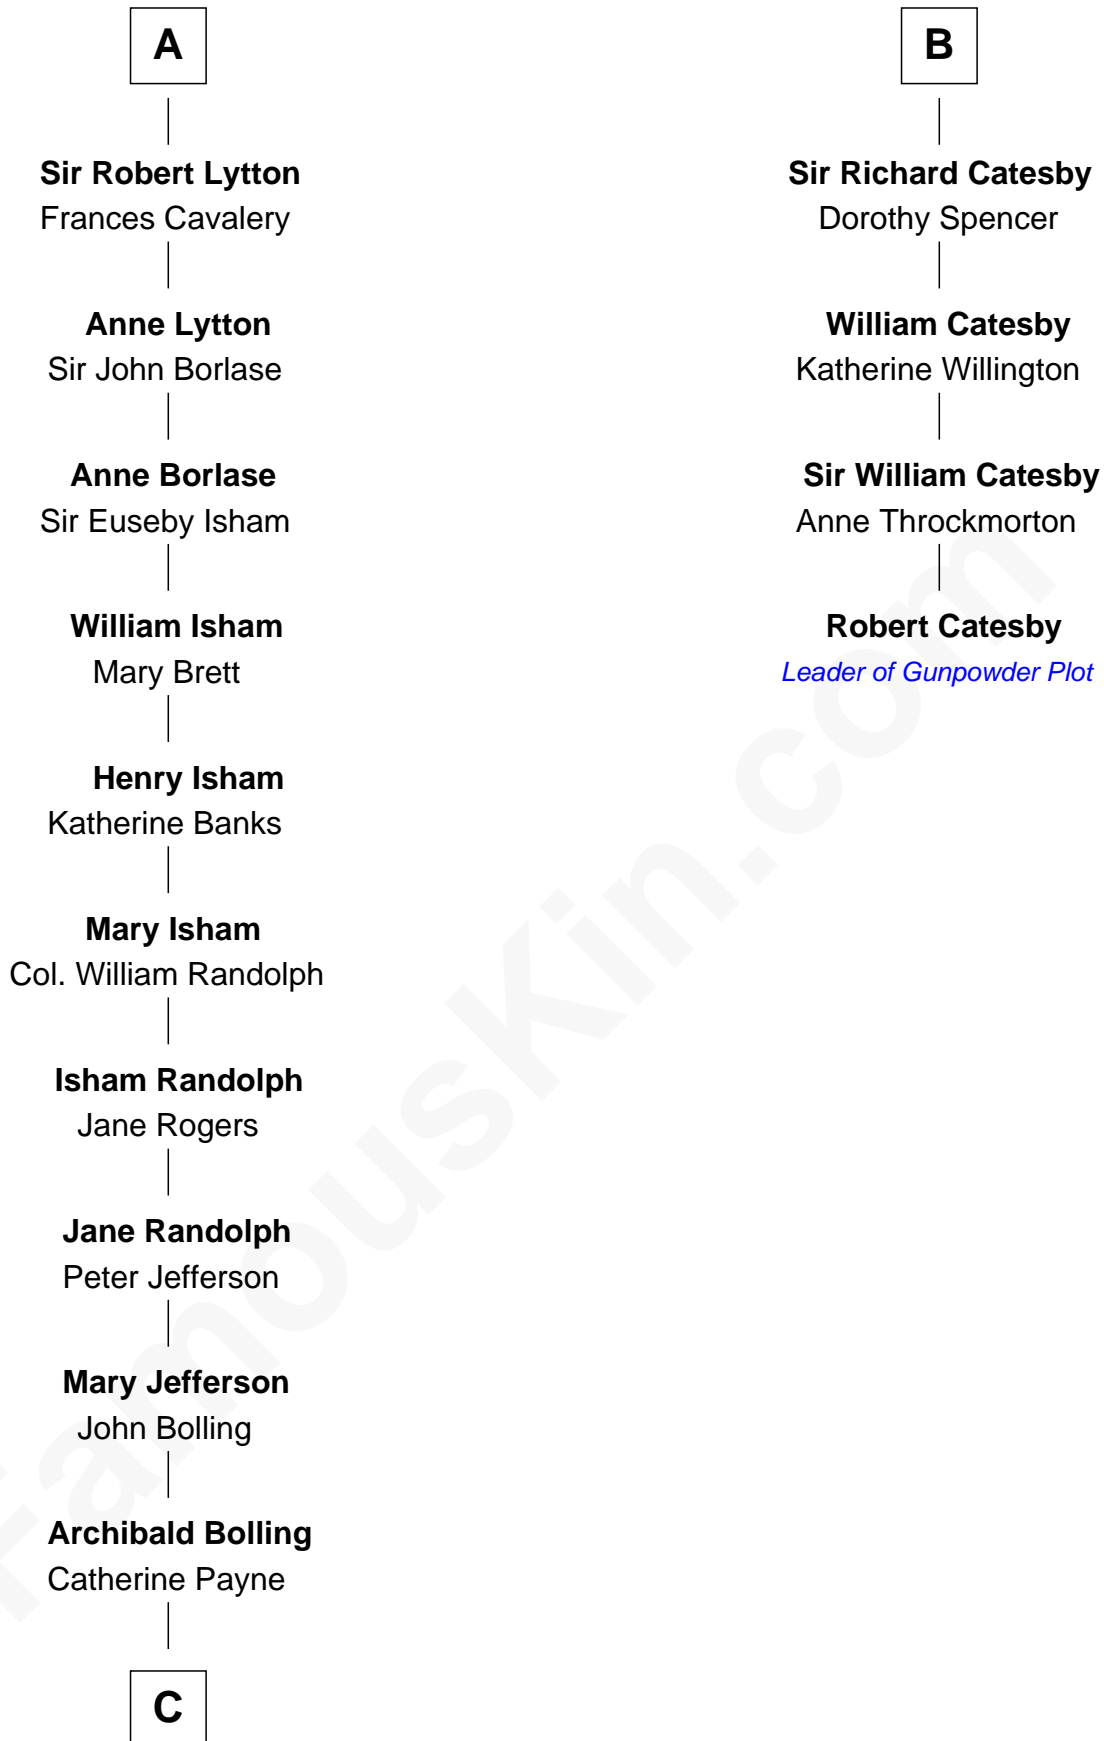 A
Sir Robert Lytton
Frances Cavalery
Anne Lytton
Sir John Borlase
Anne Borlase
Sir Euseby Isham
William Isham
Mary Brett
Henry Isham
Katherine Banks
Mary Isham
Col. William Randolph
Isham Randolph
Jane Rogers
Jane Randolph
Peter Jefferson
Mary Jefferson
John Bolling
Archibald Bolling
Catherine Payne
C
B
Sir Richard Catesby
Dorothy Spencer
William Catesby
Katherine Willington
Sir William Catesby
Anne Throckmorton
Robert Catesby
Leader of Gunpowder Plot
FamousKin.com